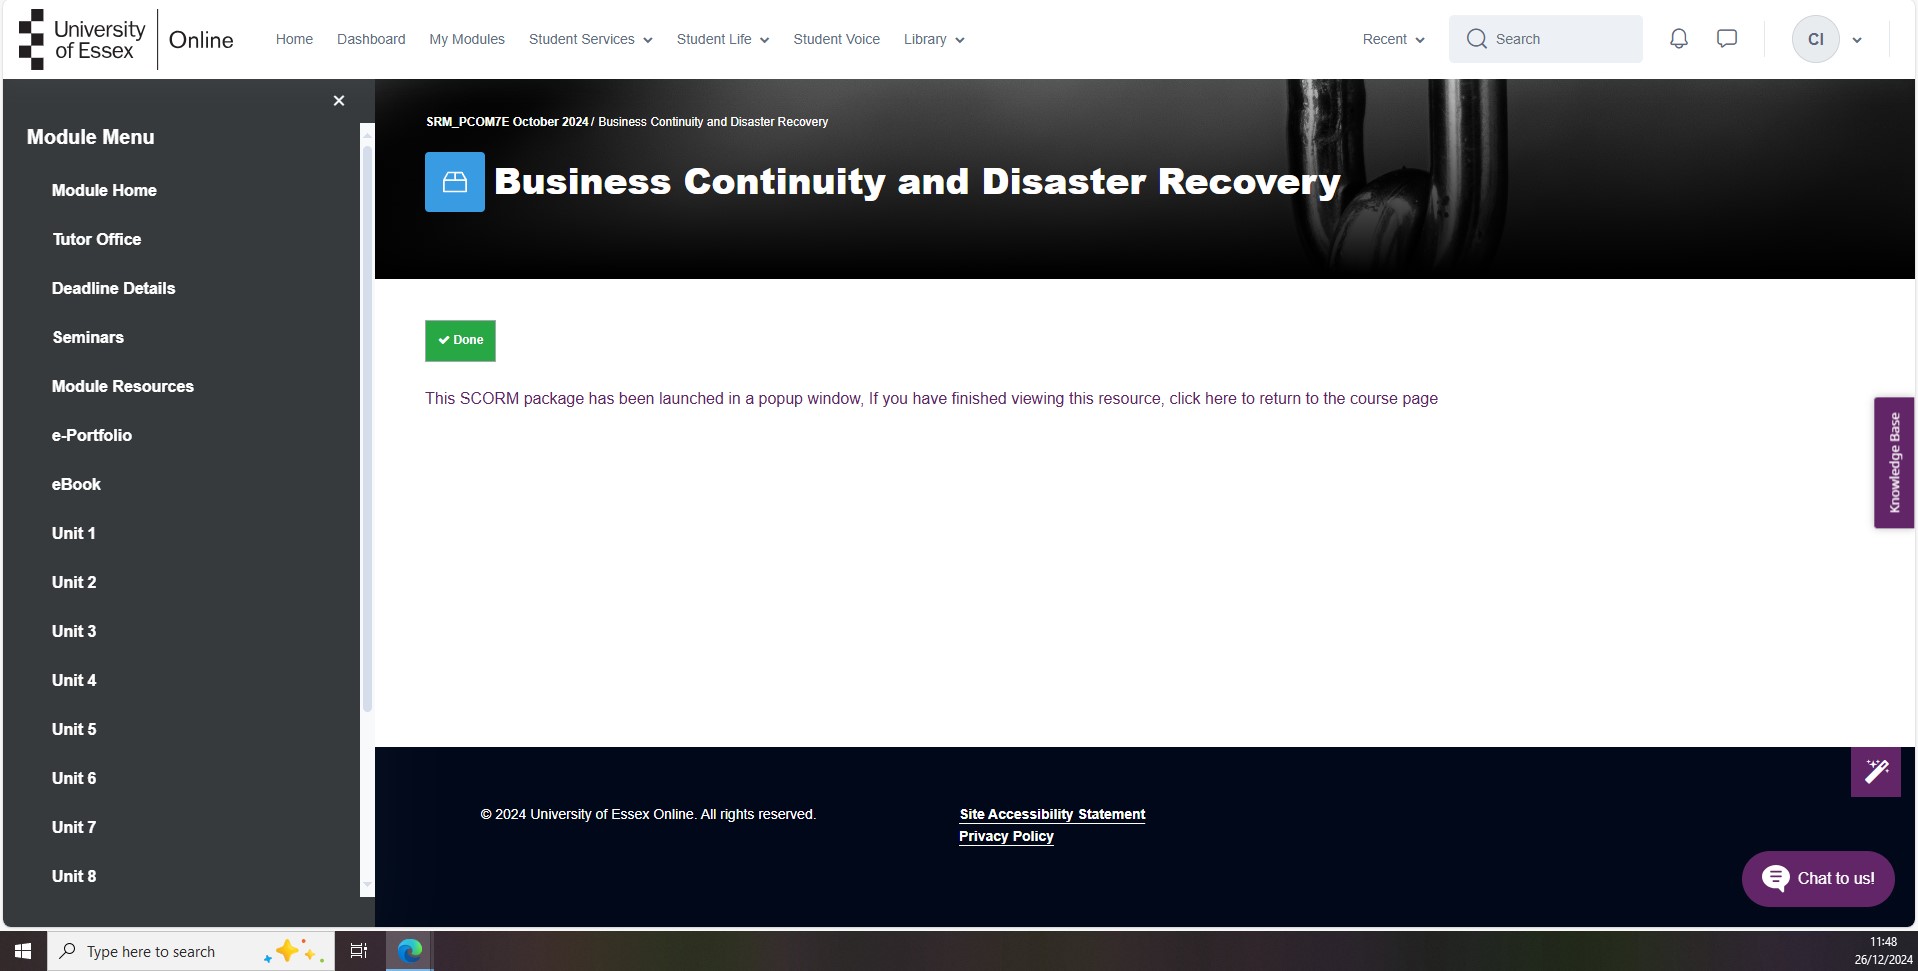 University
of Essex
Online
Home
Dashboard
My Modules
Student Services
Student Life
Student Voice
Library
Recent
Search
CI
Module Menu
Module Home
Tutor Office
Deadline Details
Seminars
Module Resources
e-Portfolio
eBook
Unit 1
Unit 2
Unit 3
Unit 4
Unit 5
Unit 6
Unit 7
Unit 8
SRM_PCOM7E October 2024 / Business Continuity and Disaster Recovery
Business Continuity and Disaster Recovery
Done
This SCORM package has been launched in a popup window, If you have finished viewing this resource, click here to return to the course page
Knowledge Base
© 2024 University of Essex Online. All rights reserved.
Site Accessibility Statement
Privacy Policy
Chat to us!
Type here to search
11:48
26/12/2024